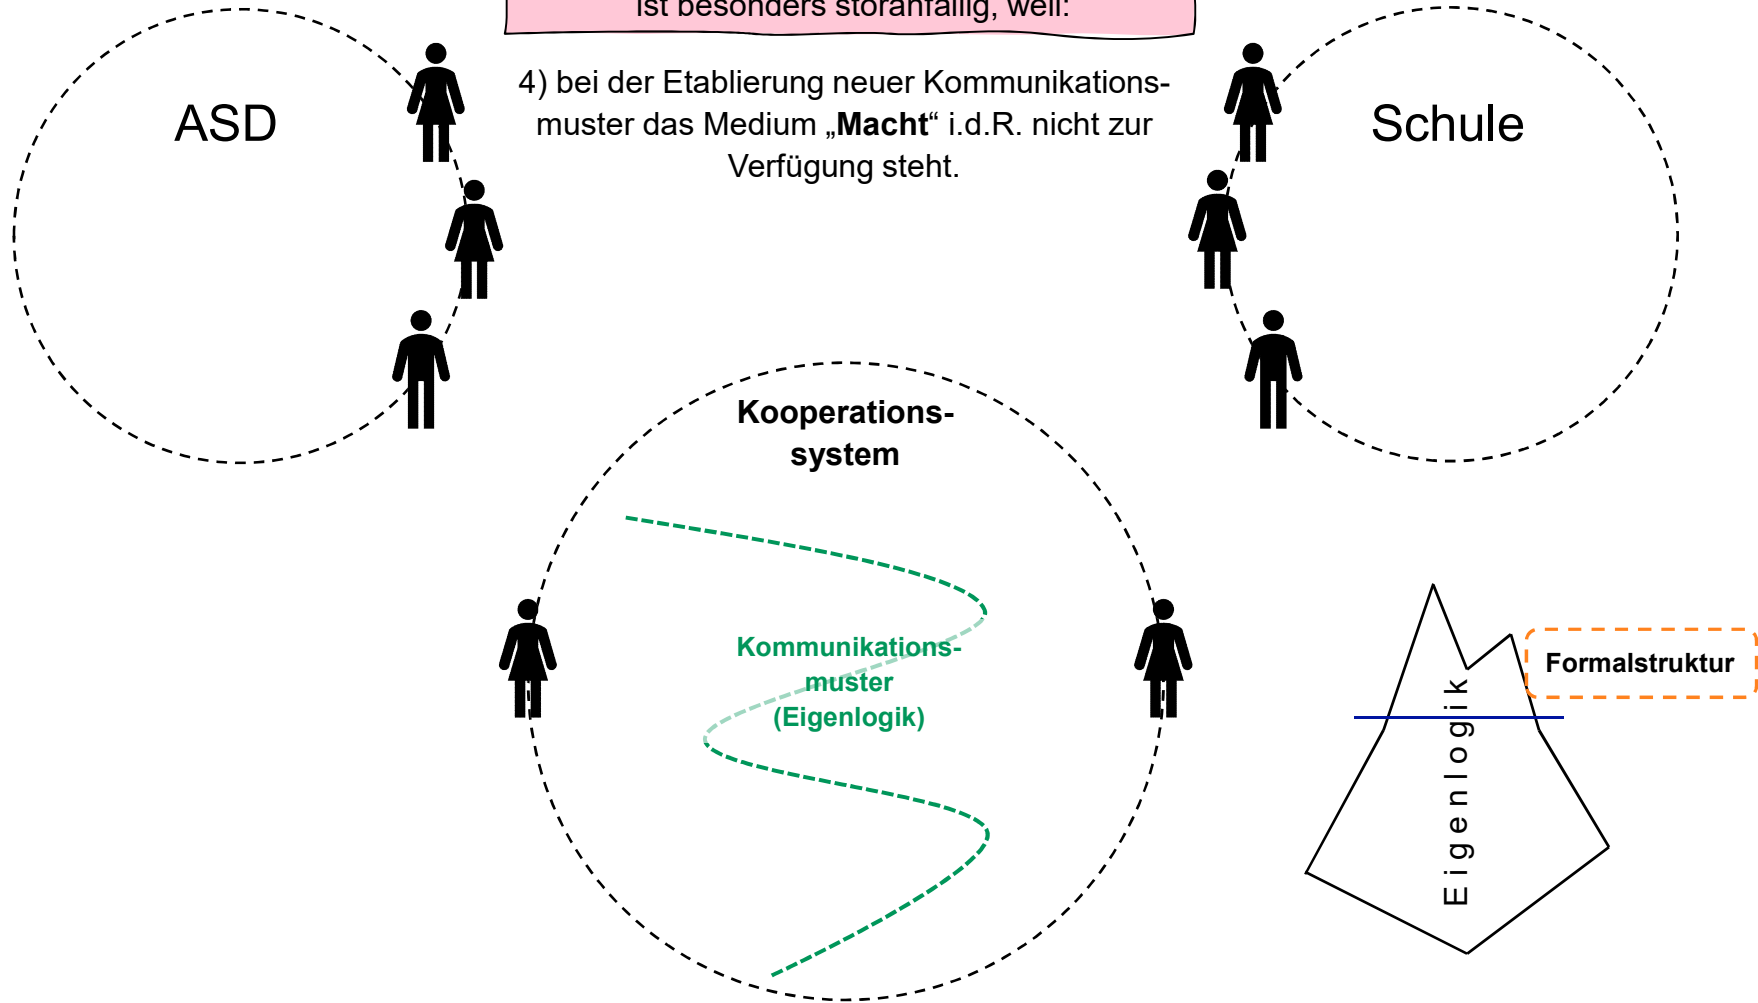 ist besonders störanfällig, weil:
4) bei der Etablierung neuer Kommunikations-
muster das Medium „Macht“ i.d.R. nicht zur
Verfügung steht.
ASD
Schule
Kooperations-
system
Kommunikations-
muster
(Eigenlogik)
Formalstruktur
Eigenlogik